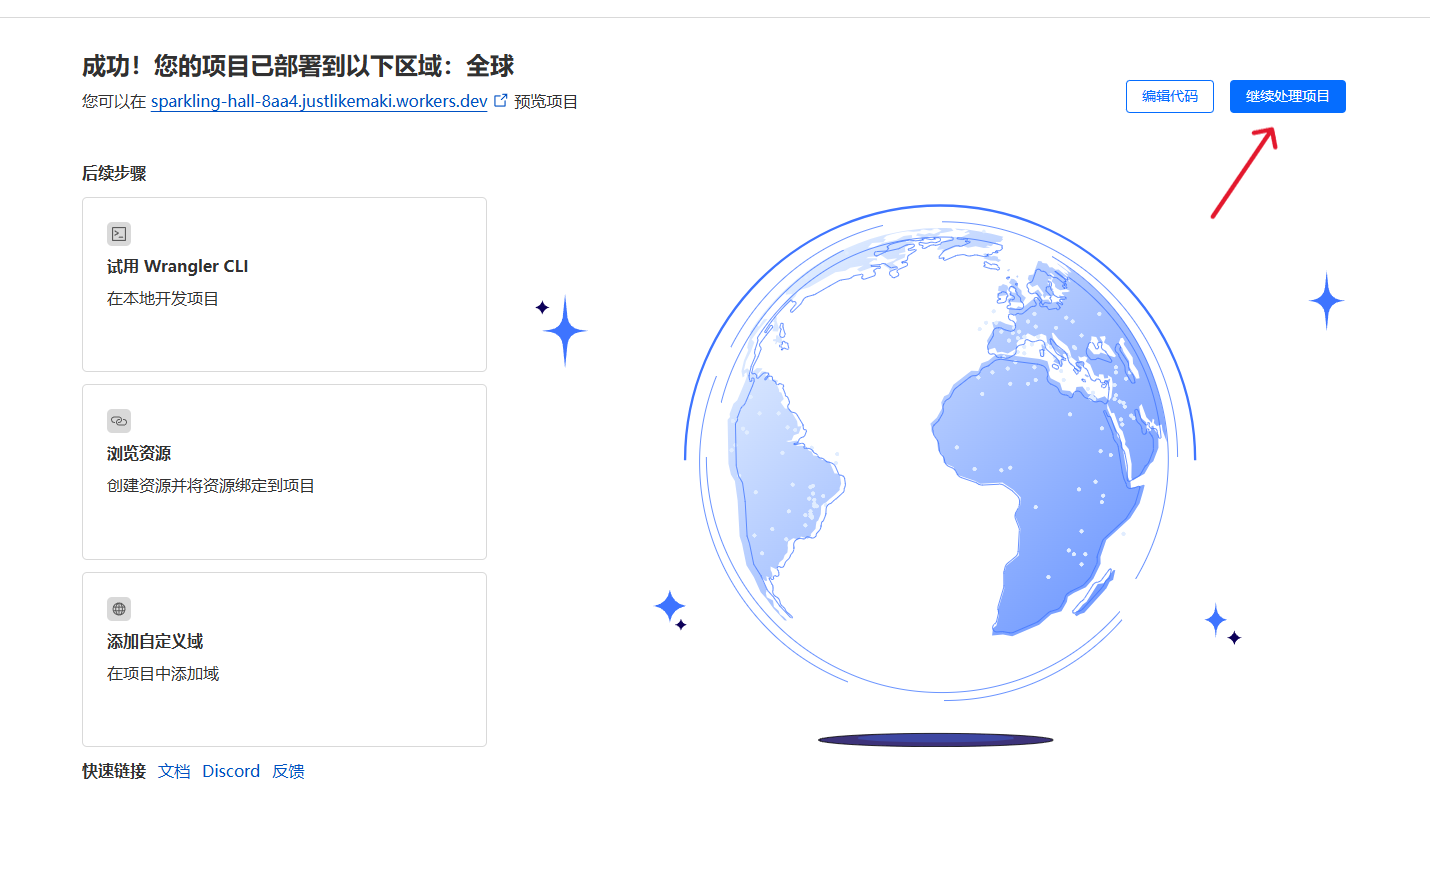 成功！您的项目已部署到以下区域：全球
您可以在 sparkling-hall-8aa4.justlikemaki.workers.dev 预览项目
编辑代码
继续处理项目
后续步骤
试用 Wrangler CLI
在本地开发项目
浏览资源
创建资源并将资源绑定到项目
添加自定义域
在项目中添加域
快速链接 文档 Discord 反馈